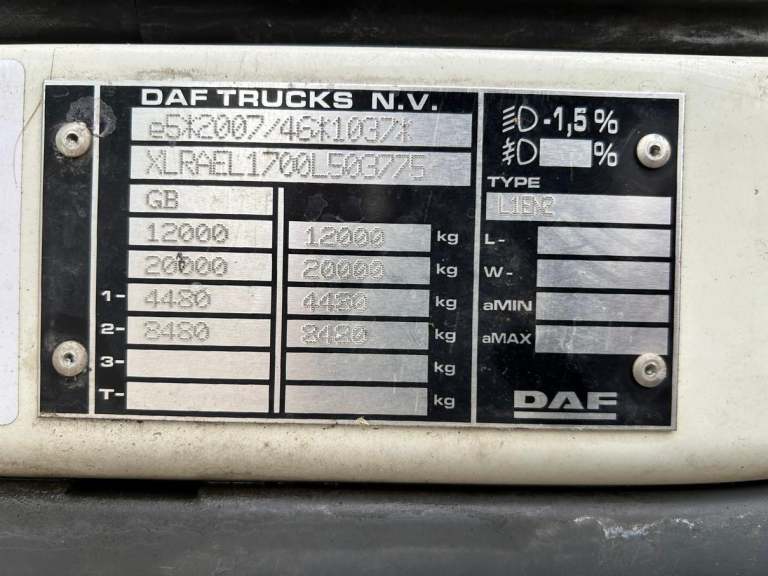 DAF TRUCKS N.V.
e5*2007/46*1037*
XLRAEL1700L503775
GB
12000 12000 kg
20000 20000 kg
1- 4480 4480 kg
2- 8480 8480 kg
3- kg
T- kg
-1,5%
%
TYPE
L1EN2
L-
W-
aMIN
aMAX
DAF